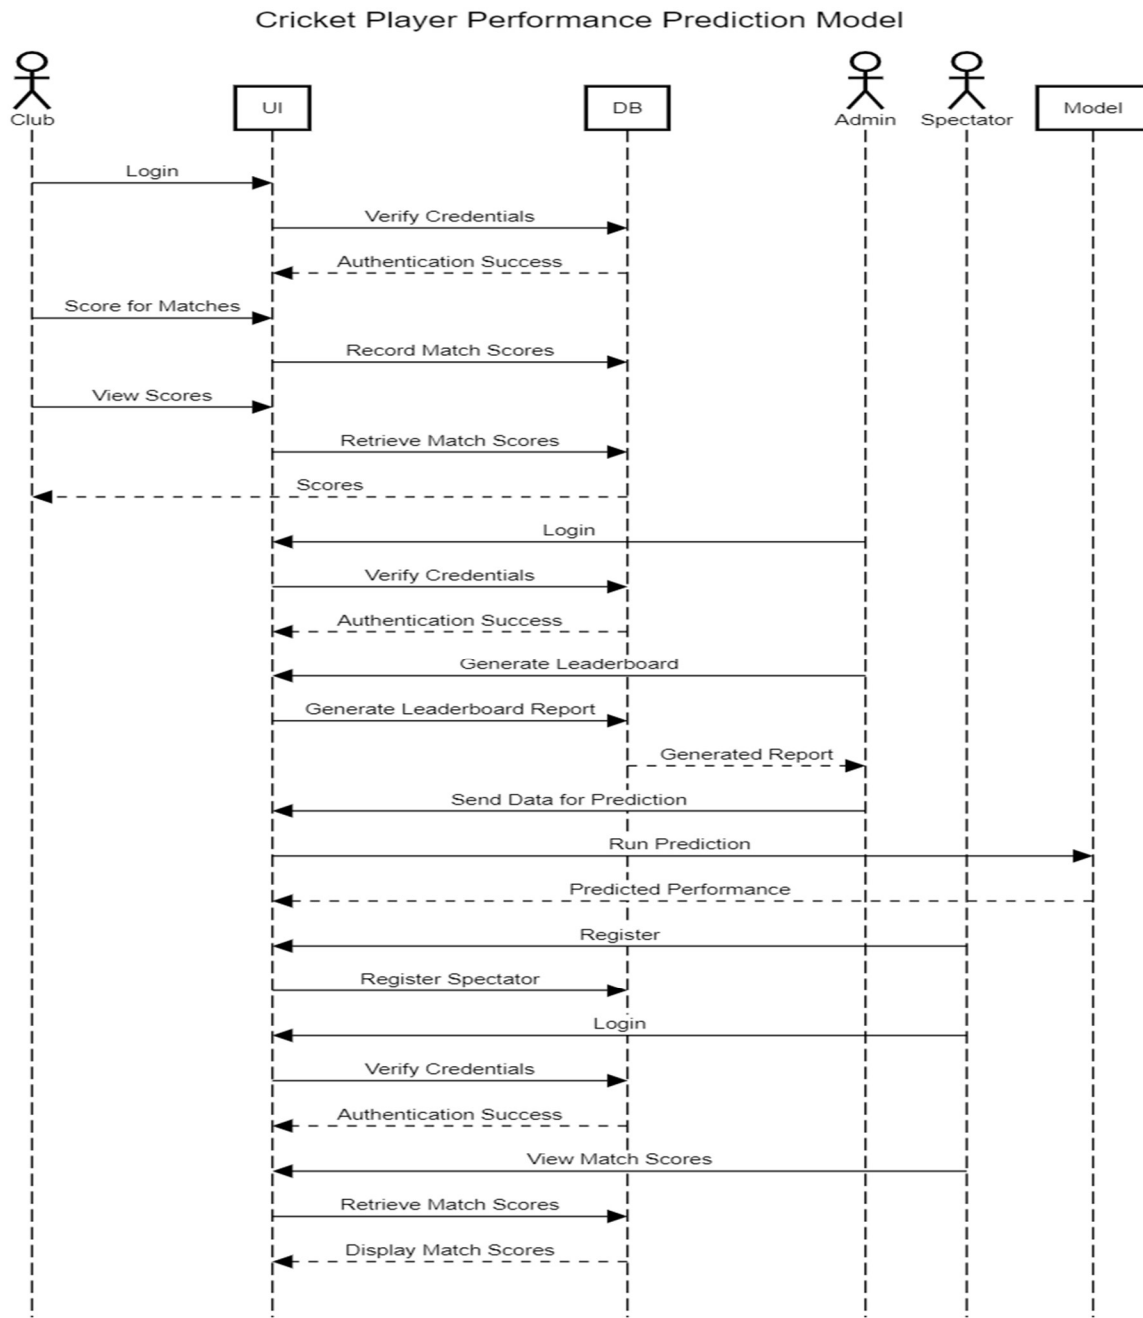 Cricket Player Performance Prediction Model
Club
UI
DB
Admin
Spectator
Model
Login
Verify Credentials
Authentication Success
Score for Matches
Record Match Scores
View Scores
Retrieve Match Scores
Scores
Login
Verify Credentials
Authentication Success
Generate Leaderboard
Generate Leaderboard Report
Generated Report
Send Data for Prediction
Run Prediction
Predicted Performance
Register
Register Spectator
Login
Verify Credentials
Authentication Success
View Match Scores
Retrieve Match Scores
Display Match Scores